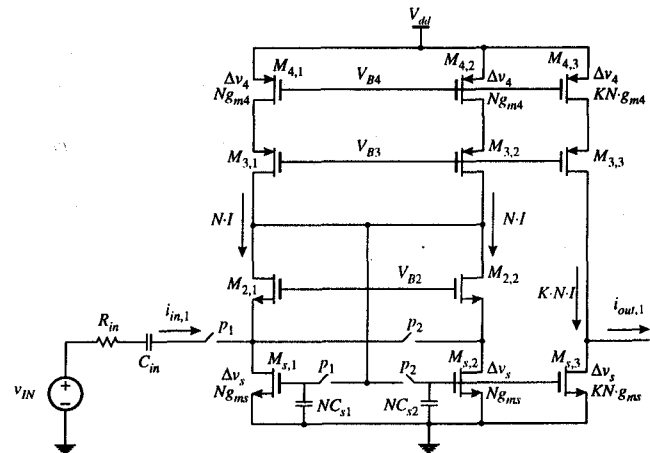 V_dd
M_4,1
M_4,2
M_4,3
Δv_4
V_B4
Δv_4
Δv_4
Ng_m4
Ng_m4
KN·g_m4
M_3,1
V_B3
M_3,2
M_3,3
N·I
N·I
M_2,1
V_B2
M_2,2
K·N·I
i_out,1
R_in
i_in,1
p_1
p_2
C_in
M_s,1
p_1
p_2
M_s,2
M_s,3
v_IN
Δv_s
Δv_s
Δv_s
Ng_ms
NC_s1
NC_s2
Ng_ms
KN·g_ms